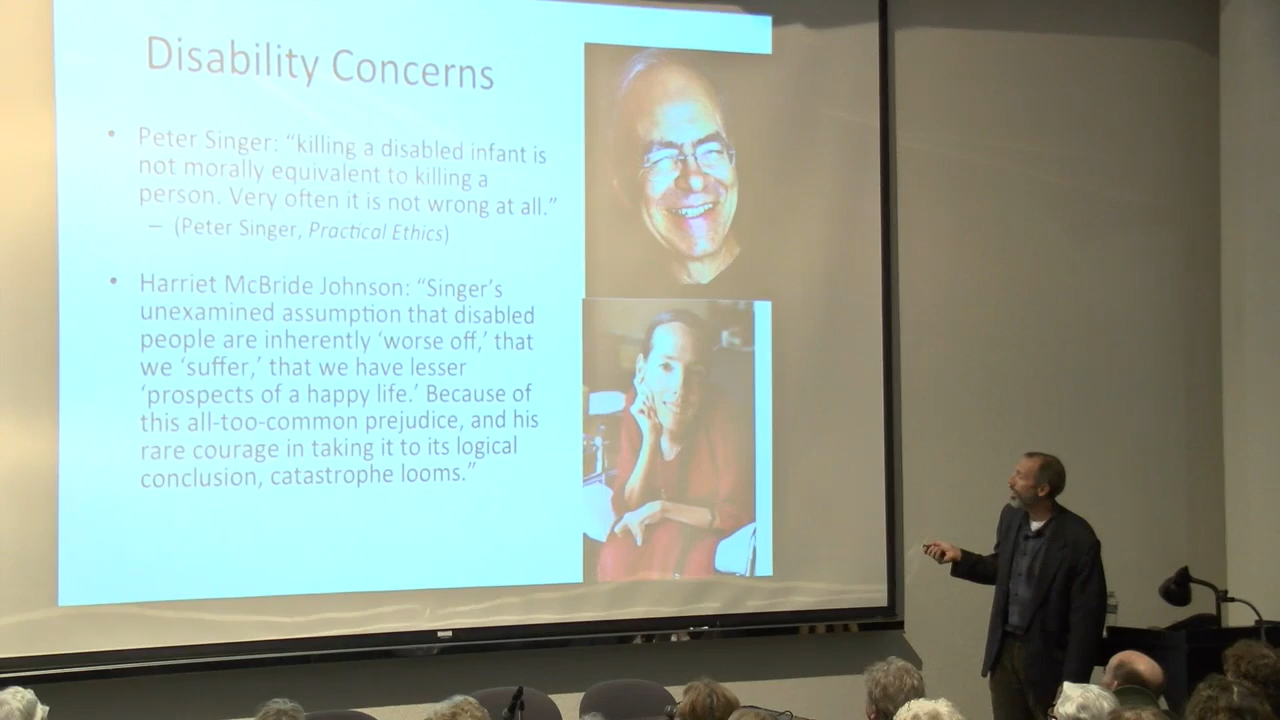 Disability Concerns
• Peter Singer: “killing a disabled infant is
not morally equivalent to killing a
person. Very often it is not wrong at all.”
– (Peter Singer, Practical Ethics)
• Harriet McBride Johnson: “Singer’s
unexamined assumption that disabled
people are inherently ‘worse off,’ that
we ‘suffer,’ that we have lesser
‘prospects of a happy life.’ Because of
this all-too-common prejudice, and his
rare courage in taking it to its logical
conclusion, catastrophe looms.”